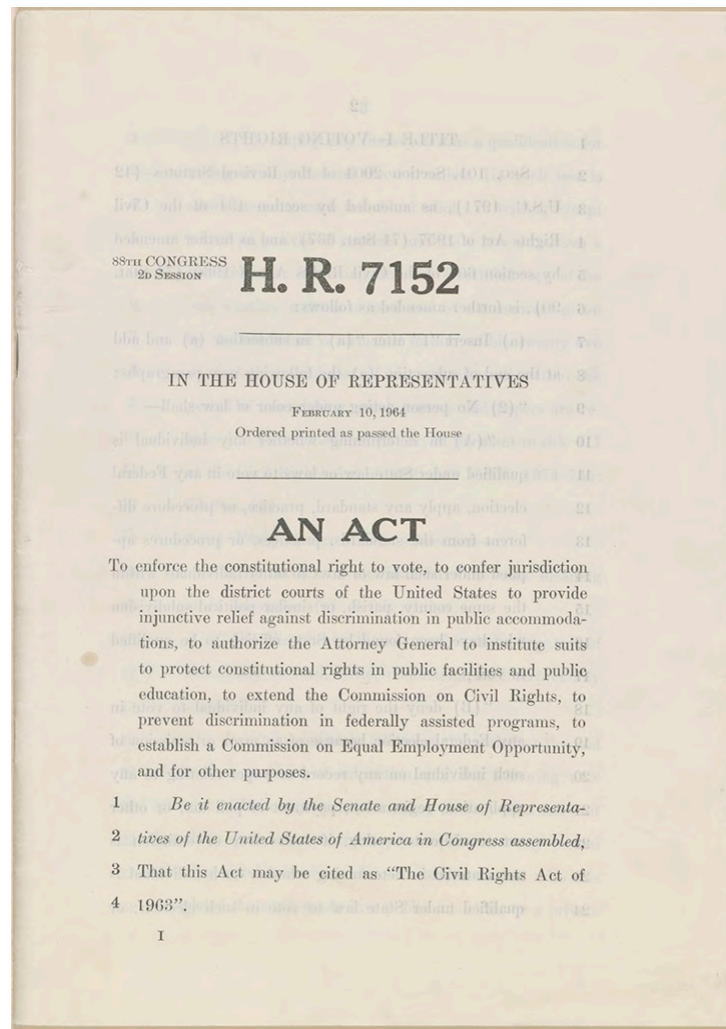 88TH CONGRESS
2D SESSION
H. R. 7152
IN THE HOUSE OF REPRESENTATIVES
FEBRUARY 10, 1964
Ordered printed as passed the House
AN ACT
To enforce the constitutional right to vote, to confer jurisdiction
upon the district courts of the United States to provide
injunctive relief against discrimination in public accommoda-
tions, to authorize the Attorney General to institute suits
to protect constitutional rights in public facilities and public
education, to extend the Commission on Civil Rights, to
prevent discrimination in federally assisted programs, to
establish a Commission on Equal Employment Opportunity,
and for other purposes.
1 Be it enacted by the Senate and House of Representa-
2 tives of the United States of America in Congress assembled,
3 That this Act may be cited as “The Civil Rights Act of
4 1963”.
I